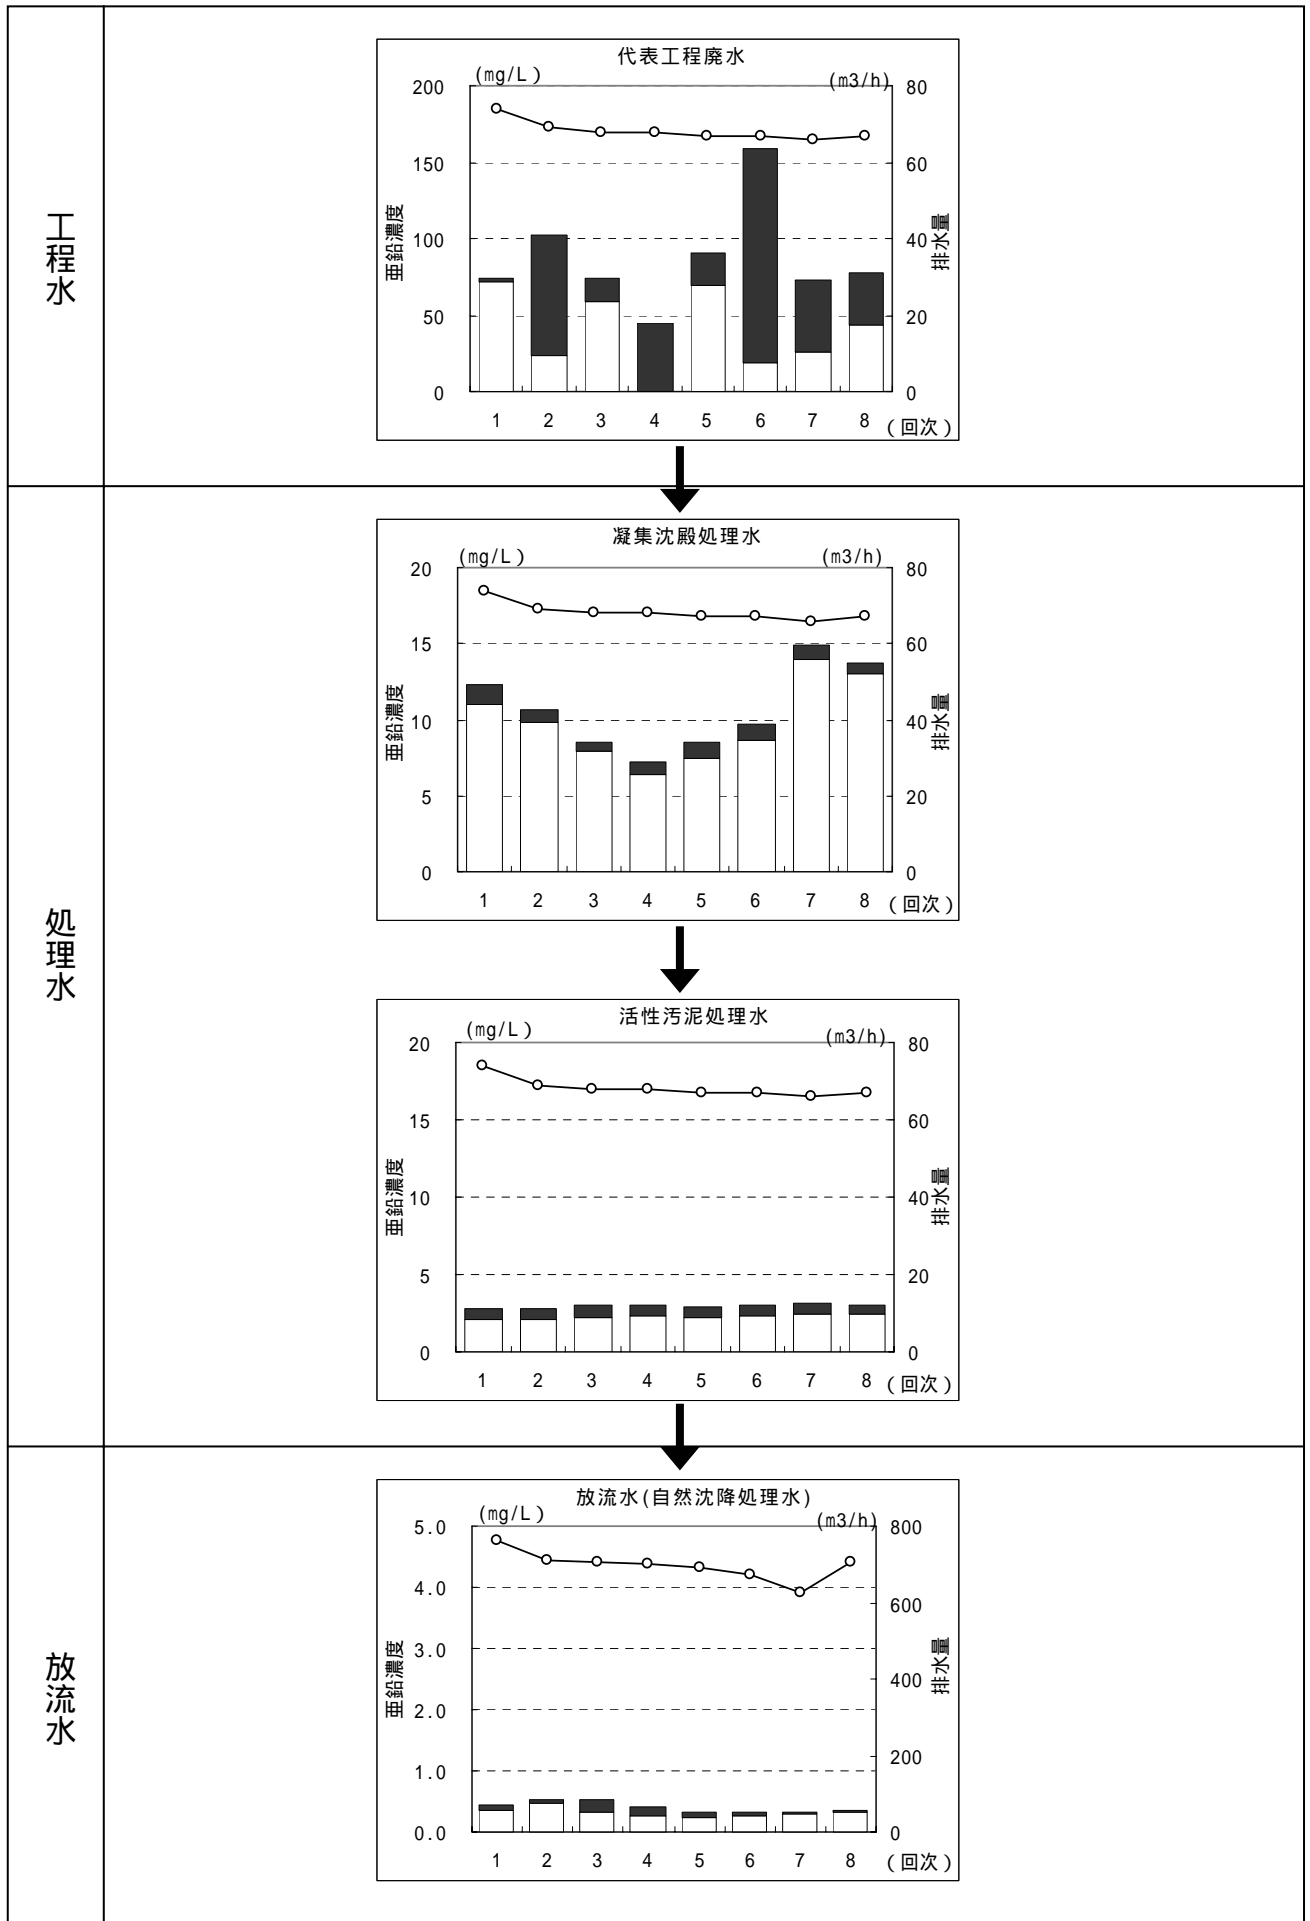 工程水
代表工程廃水
(mg/L)
(m3/h)
200
150
100
50
0
亜鉛濃度
80
60
40
20
0
排水量
1 2 3 4 5 6 7 8 (回次)
処理水
凝集沈殿処理水
(mg/L)
(m3/h)
20
15
10
5
0
亜鉛濃度
80
60
40
20
0
排水量
1 2 3 4 5 6 7 8 (回次)
活性汚泥処理水
(mg/L)
(m3/h)
20
15
10
5
0
亜鉛濃度
80
60
40
20
0
排水量
1 2 3 4 5 6 7 8 (回次)
放流水
放流水(自然沈降処理水)
(mg/L)
(m3/h)
5.0
4.0
3.0
2.0
1.0
0.0
亜鉛濃度
800
600
400
200
0
排水量
1 2 3 4 5 6 7 8 (回次)